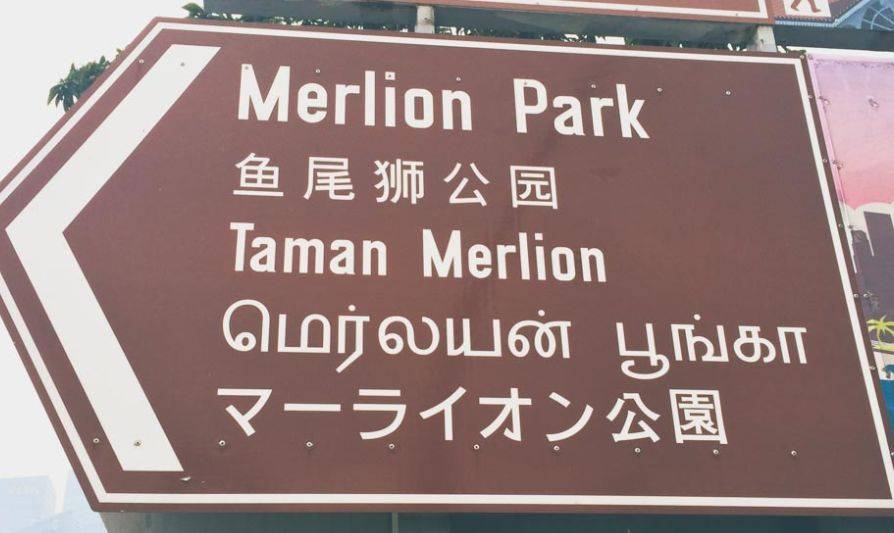 Merlion Park
鱼尾狮公园
Taman Merlion
மெர்லயன் பூங்கா
マーライオン公園